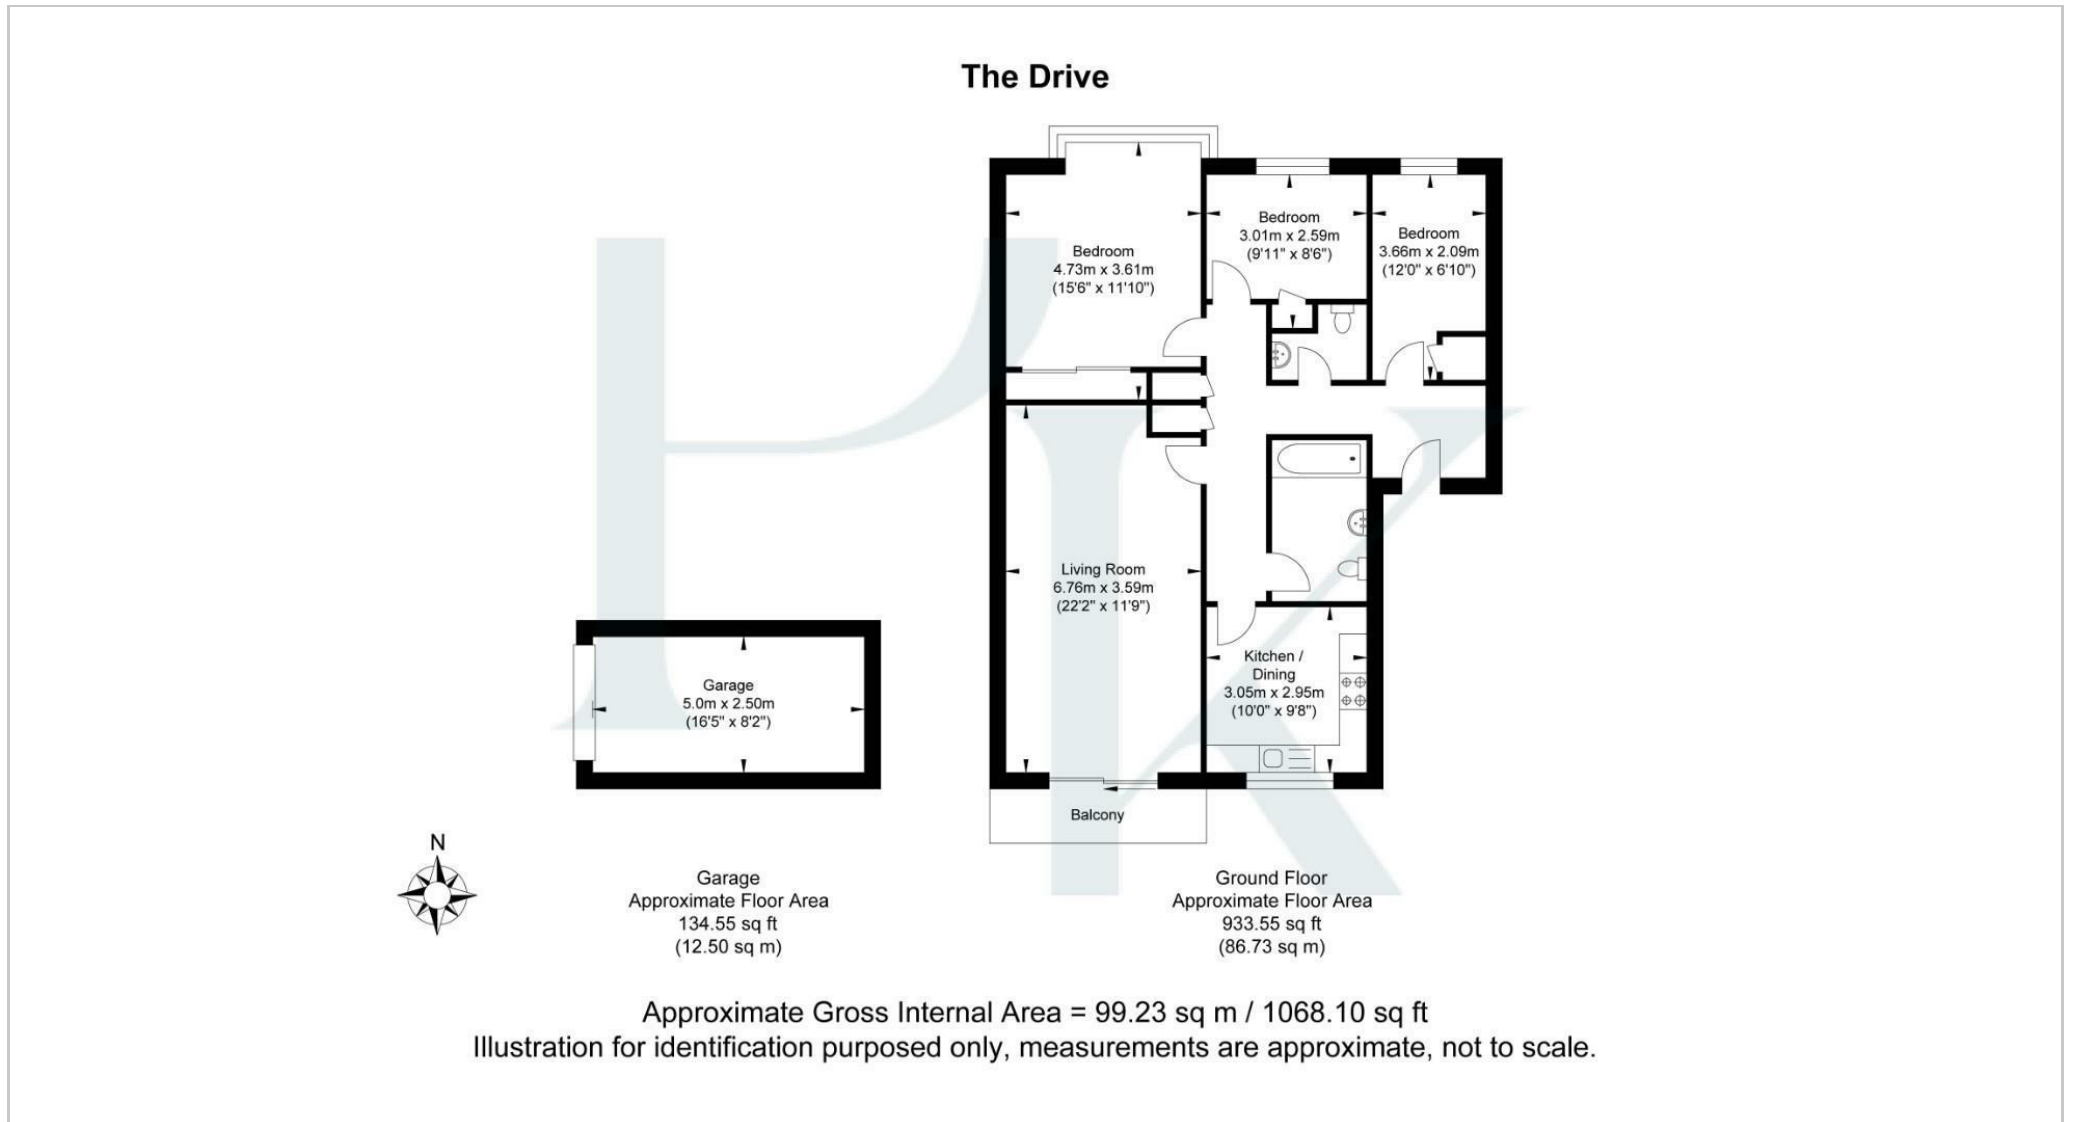 The Drive
Bedroom
4.73m x 3.61m
(15'6" x 11'10")
Bedroom
3.01m x 2.59m
(9'11" x 8'6")
Bedroom
3.66m x 2.09m
(12'0" x 6'10")
Living Room
6.76m x 3.59m
(22'2" x 11'9")
Kitchen /
Dining
3.05m x 2.95m
(10'0" x 9'8")
Garage
5.0m x 2.50m
(16'5" x 8'2")
Balcony
N
Garage
Approximate Floor Area
134.55 sq ft
(12.50 sq m)
Ground Floor
Approximate Floor Area
933.55 sq ft
(86.73 sq m)
Approximate Gross Internal Area = 99.23 sq m / 1068.10 sq ft
Illustration for identification purposed only, measurements are approximate, not to scale.